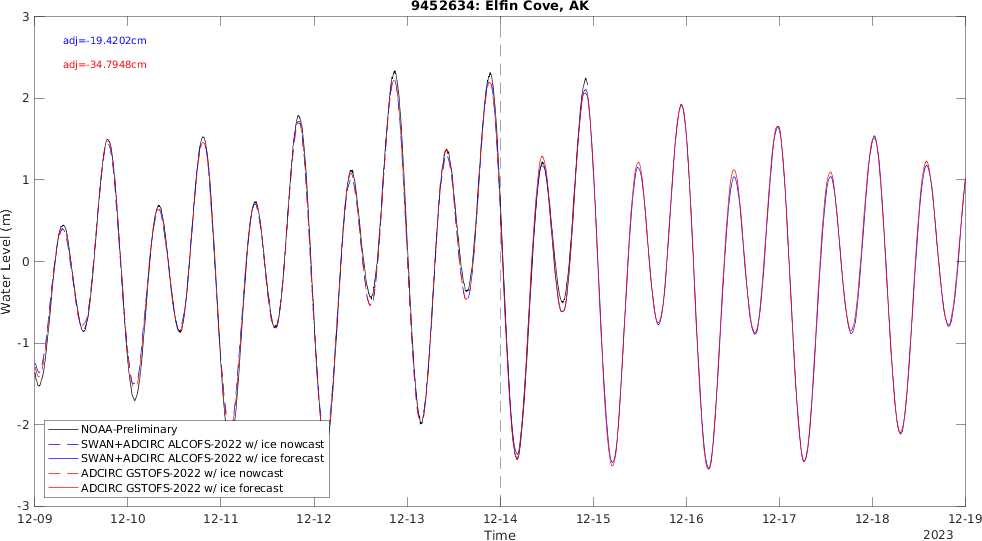 9452634: Elfin Cove, AK
adj=-19.4202cm
adj=-34.7948cm
Water Level (m)
3
2
1
0
-1
-2
-3
NOAA-Preliminary
SWAN+ADCIRC ALCOFS-2022 w/ ice nowcast
SWAN+ADCIRC ALCOFS-2022 w/ ice forecast
ADCIRC GSTOFS-2022 w/ ice nowcast
ADCIRC GSTOFS-2022 w/ ice forecast
12-09 12-10 12-11 12-12 12-13 12-14 12-15 12-16 12-17 12-18 12-19
Time
2023